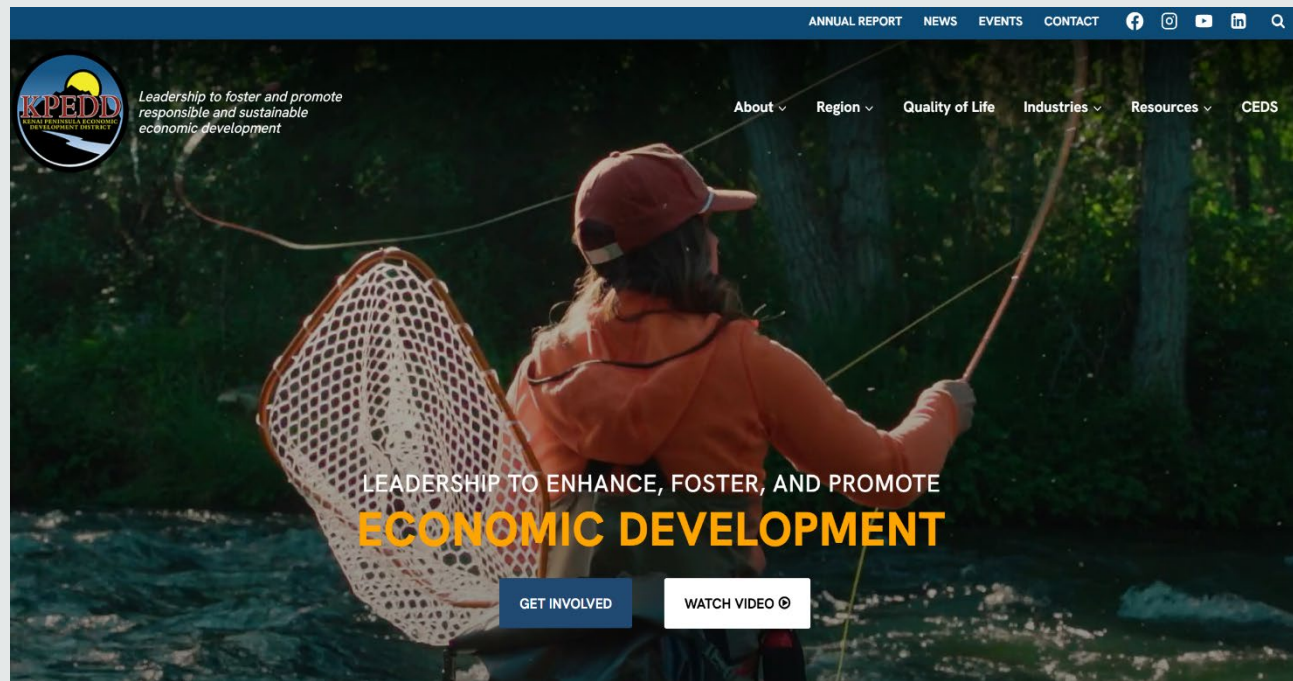 ANNUAL REPORT NEWS EVENTS CONTACT
KPEDD
KENAI PENINSULA ECONOMIC
DEVELOPMENT DISTRICT
Leadership to foster and promote
responsible and sustainable
economic development
About Region Quality of Life Industries Resources CEDS
LEADERSHIP TO ENHANCE, FOSTER, AND PROMOTE
ECONOMIC DEVELOPMENT
GET INVOLVED WATCH VIDEO